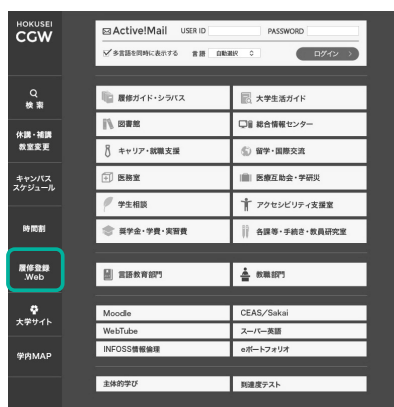 HOKUSEI
CCW
Active!Mail USER ID PASSWORD
多言語を同時に表示する 言語 自動選択 ログイン
検索
休講・補講
教室変更
キャンパス
スケジュール
時間割
履修登録
.Web
大学サイト
学内MAP
履修ガイド・シラバス 大学生活ガイド
図書館 総合情報センター
キャリア・就職支援 留学・国際交流
医務室 医療互助会・学研災
学生相談 アクセシビリティ支援室
奨学金・学費・実習費 各課等・手続き・教員研究室
言語教育部門 教職部門
Moodle CEAS/Sakai
WebTube スーパー英語
INFOSS情報倫理 eポートフォリオ
主体的学び 到達度テスト